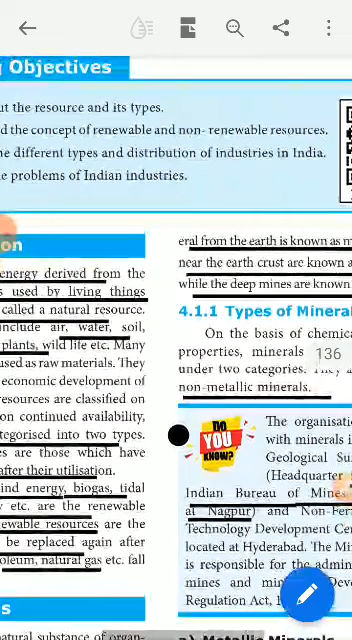 Objectives
ut the resource and its types.
d the concept of renewable and non- renewable resources.
he different types and distribution of industries in India.
e problems of Indian industries.
on
energy derived from the
s used by living things
called a natural resource.
include air, water, soil,
plants, wild life etc. Many
used as raw materials. They
economic development of
resources are classified on
on continued availability,
tegorised into two types.
es are those which have
after their utilisation.
ind energy, biogas, tidal
y etc. are the renewable
ewable resources are the
be replaced again after
oleum, natural gas etc. fall
s
natural substance of organ-
eral from the earth is known as m
near the earth crust are known a
while the deep mines are known
4.1.1 Types of Minera
On the basis of chemica
properties, minerals
136
under two categories. They a
non-metallic minerals.
DO YOU KNOW?
The organisati
with minerals i
Geological Su
(Headquarter
Indian Bureau of Mines
at Nagpur) and Non-Fer
Technology Development Cen
located at Hyderabad. The Mi
is responsible for the admin
mines and min Deve
Regulation Act, 1
a) Metallic Minerals